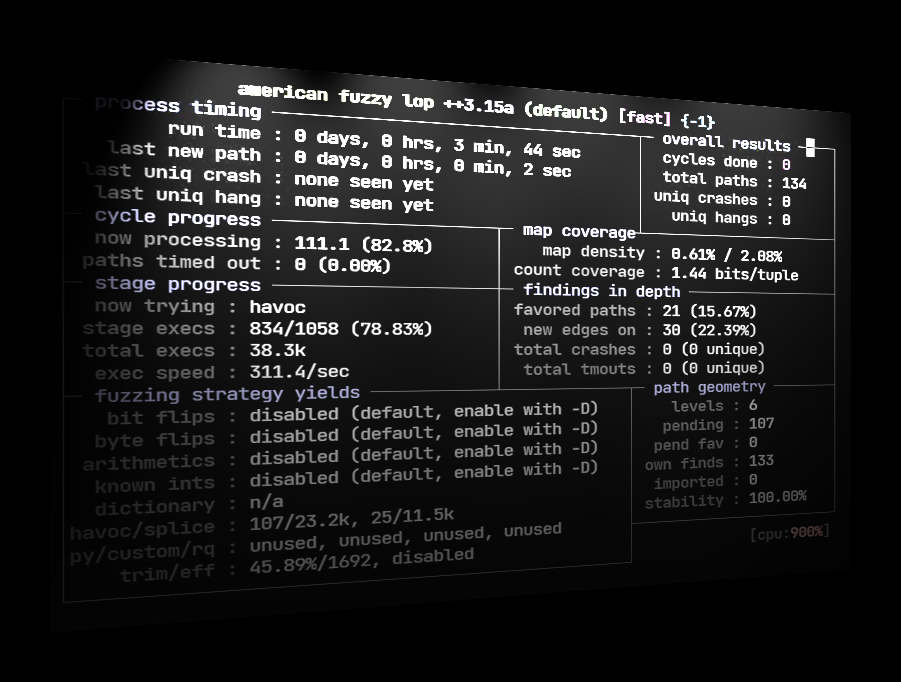 american fuzzy lop ++3.15a (default) [fast] {-1}
process timing
run time : 0 days, 0 hrs, 3 min, 44 sec
last new path : 0 days, 0 hrs, 0 min, 2 sec
last uniq crash : none seen yet
last uniq hang : none seen yet
overall results
cycles done : 0
total paths : 134
uniq crashes : 0
uniq hangs : 0
cycle progress
now processing : 111.1 (82.8%)
paths timed out : 0 (0.00%)
map coverage
map density : 0.61% / 2.08%
count coverage : 1.44 bits/tuple
stage progress
now trying : havoc
stage execs : 834/1058 (78.83%)
total execs : 38.3k
exec speed : 311.4/sec
findings in depth
favored paths : 21 (15.67%)
new edges on : 30 (22.39%)
total crashes : 0 (0 unique)
total tmouts : 0 (0 unique)
fuzzing strategy yields
bit flips : disabled (default, enable with -D)
byte flips : disabled (default, enable with -D)
arithmetics : disabled (default, enable with -D)
known ints : disabled (default, enable with -D)
dictionary : n/a
havoc/splice : 107/23.2k, 25/11.5k
py/custom/rq : unused, unused, unused, unused
trim/eff : 45.89%/1692, disabled
path geometry
levels : 6
pending : 107
pend fav : 0
own finds : 133
imported : 0
stability : 100.00%
[cpu:900%]